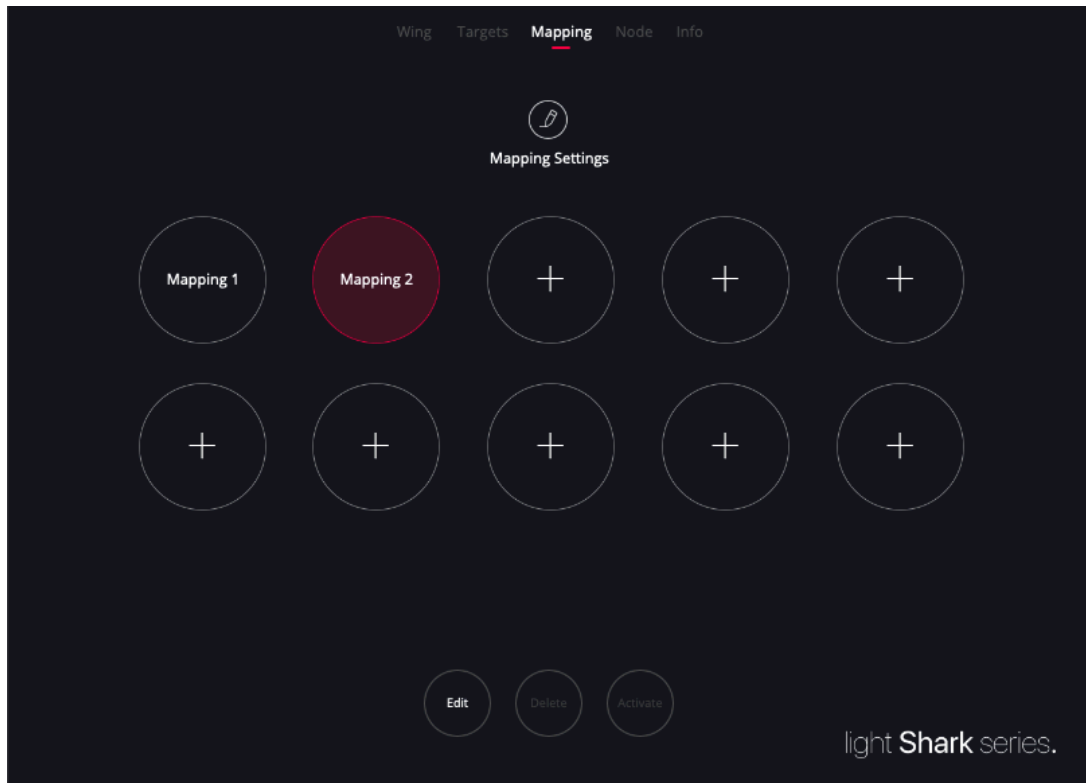 Wing Targets Mapping Node Info
Mapping Settings
Mapping 1 Mapping 2
Edit Delete Activate
light Shark series.